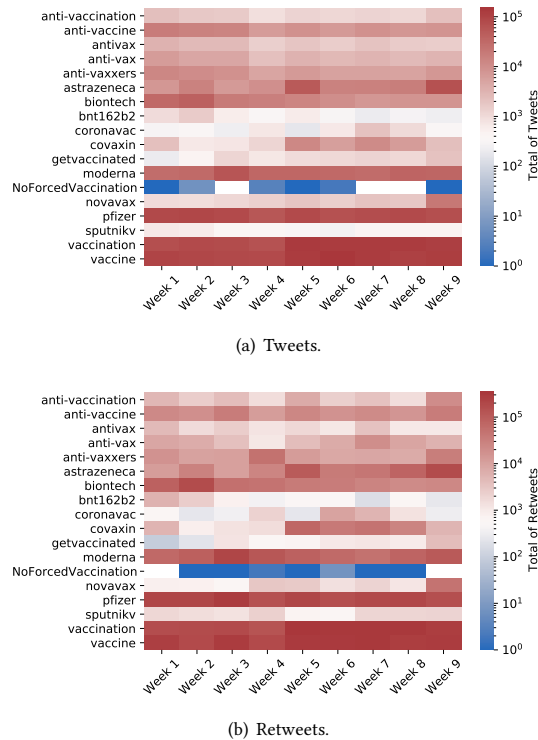 anti-vaccination
anti-vaccine
antivax
anti-vax
anti-vaxxers
astrazeneca
biontech
bnt162b2
coronavac
covaxin
getvaccinated
moderna
NoForcedVaccination
novavax
pfizer
sputnikv
vaccination
vaccine
Week 1 Week 2 Week 3 Week 4 Week 5 Week 6 Week 7 Week 8 Week 9
10^5
10^4
10^3
10^2
10^1
10^0
Total of Tweets
(a) Tweets.
anti-vaccination
anti-vaccine
antivax
anti-vax
anti-vaxxers
astrazeneca
biontech
bnt162b2
coronavac
covaxin
getvaccinated
moderna
NoForcedVaccination
novavax
pfizer
sputnikv
vaccination
vaccine
Week 1 Week 2 Week 3 Week 4 Week 5 Week 6 Week 7 Week 8 Week 9
10^5
10^4
10^3
10^2
10^1
10^0
Total of Retweets
(b) Retweets.